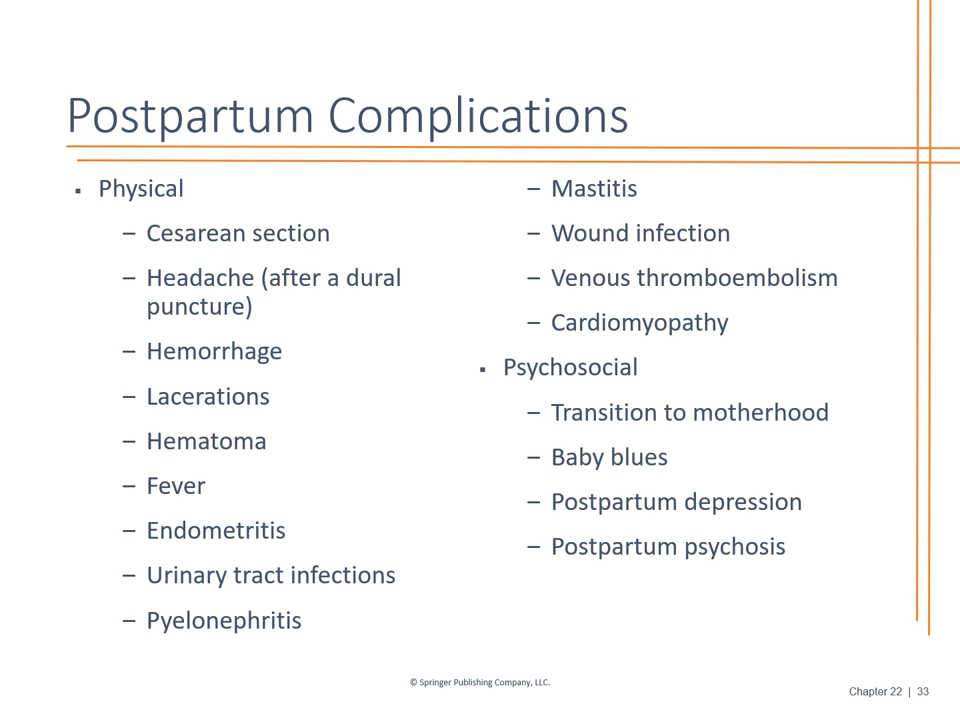 Postpartum Complications
▪ Physical
– Cesarean section
– Headache (after a dural
puncture)
– Hemorrhage
– Lacerations
– Hematoma
– Fever
– Endometritis
– Urinary tract infections
– Pyelonephritis
– Mastitis
– Wound infection
– Venous thromboembolism
– Cardiomyopathy
▪ Psychosocial
– Transition to motherhood
– Baby blues
– Postpartum depression
– Postpartum psychosis
© Springer Publishing Company, LLC.
Chapter 22 | 33